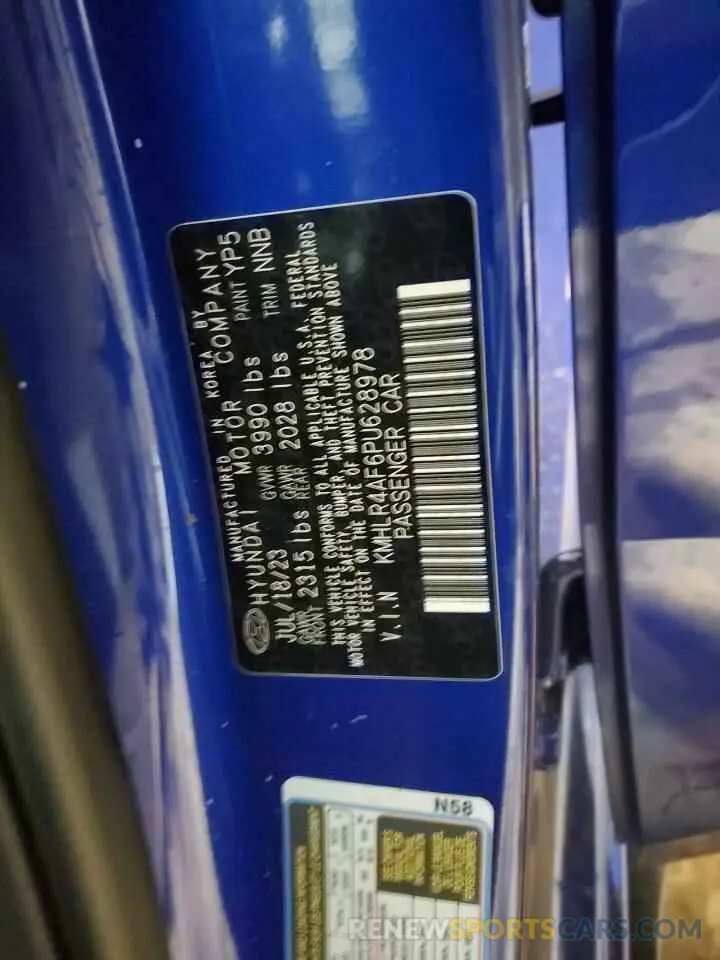 MANUFACTURED IN KOREA BY
HYUNDAI MOTOR COMPANY
JUL/18/23 GVWR 3990 lbs PAINT YP5
GAWR FRONT 2315 lbs GAWR REAR 2028 lbs TRIM NNB
THIS VEHICLE CONFORMS TO ALL APPLICABLE U.S.A. FEDERAL
MOTOR VEHICLE SAFETY, BUMPER, AND THEFT PREVENTION STANDARDS
IN EFFECT ON THE DATE OF MANUFACTURE SHOWN ABOVE
V.I.N KMHLR4AF6PU628978
PASSENGER CAR
N58
RENEWSPORTSCARS.COM